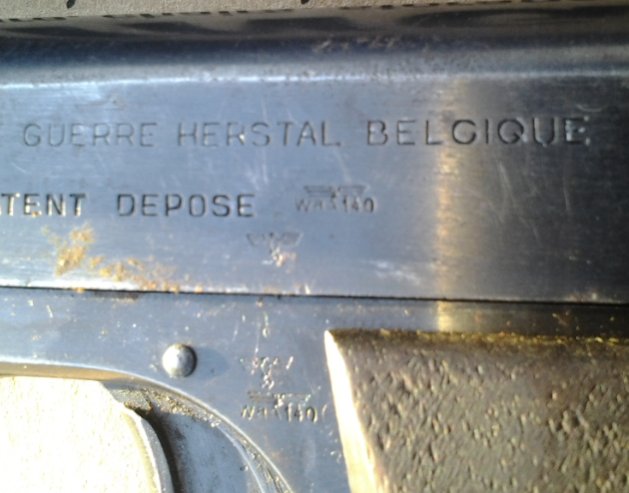 GUERRE HERSTAL BELGIQUE
TENT DEPOSE WaA140
WaA140